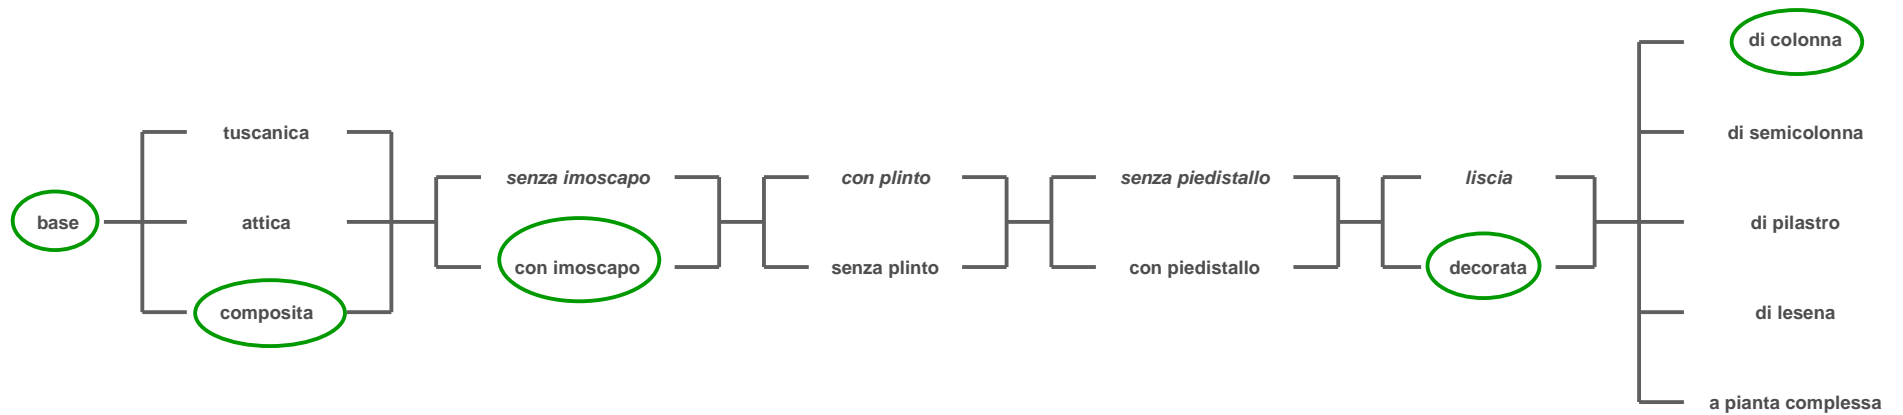 base
tuscanica
attica
composita
senza imoscapo
con imoscapo
con plinto
senza plinto
senza piedistallo
con piedistallo
liscia
decorata
di colonna
di semicolonna
di pilastro
di lesena
a pianta complessa